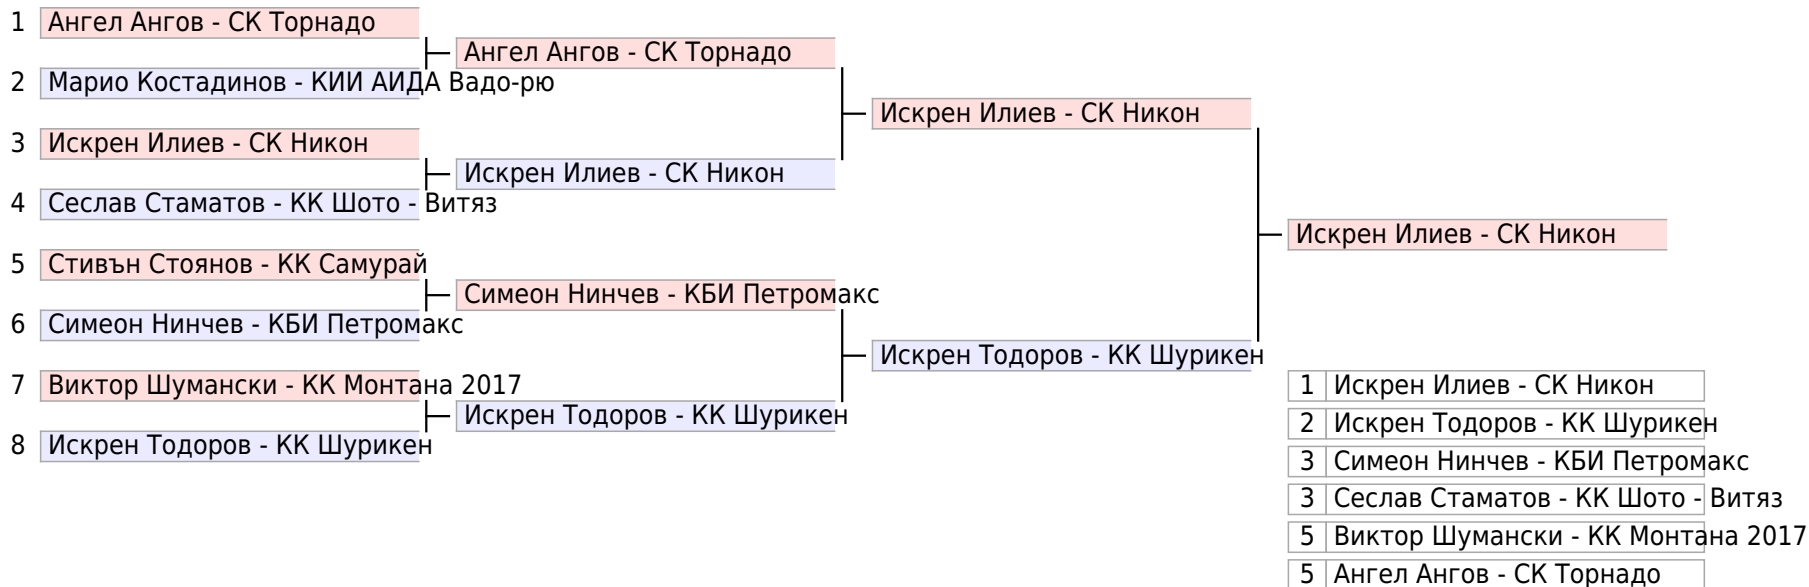 1 Ангел Ангов - СК Торнадо
Ангел Ангов - СК Торнадо
2 Марио Костадинов - КИИ АИДА Вадо-рю
Искрен Илиев - СК Никон
3 Искрен Илиев - СК Никон
Искрен Илиев - СК Никон
4 Сеслав Стаматов - КК Шото - Витяз
Искрен Илиев - СК Никон
5 Стивън Стоянов - КК Самурай
Симеон Нинчев - КБИ Петромакс
6 Симеон Нинчев - КБИ Петромакс
Искрен Тодоров - КК Шурикен
7 Виктор Шумански - КК Монтана 2017
Искрен Тодоров - КК Шурикен
8 Искрен Тодоров - КК Шурикен
1 Искрен Илиев - СК Никон
2 Искрен Тодоров - КК Шурикен
3 Симеон Нинчев - КБИ Петромакс
3 Сеслав Стаматов - КК Шото - Витяз
5 Виктор Шумански - КК Монтана 2017
5 Ангел Ангов - СК Торнадо